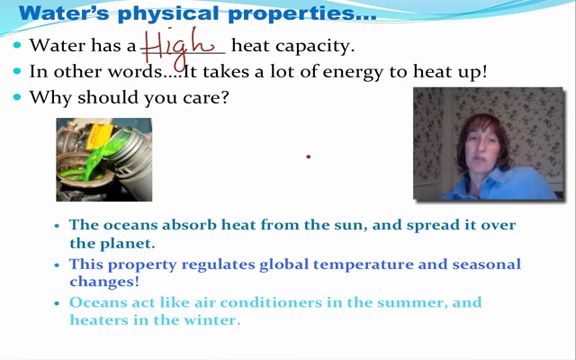 Water's physical properties...
Water has a High heat capacity.
In other words....It takes a lot of energy to heat up!
Why should you care?
The oceans absorb heat from the sun, and spread it over
the planet.
This property regulates global temperature and seasonal
changes!
Oceans act like air conditioners in the summer, and
heaters in the winter.